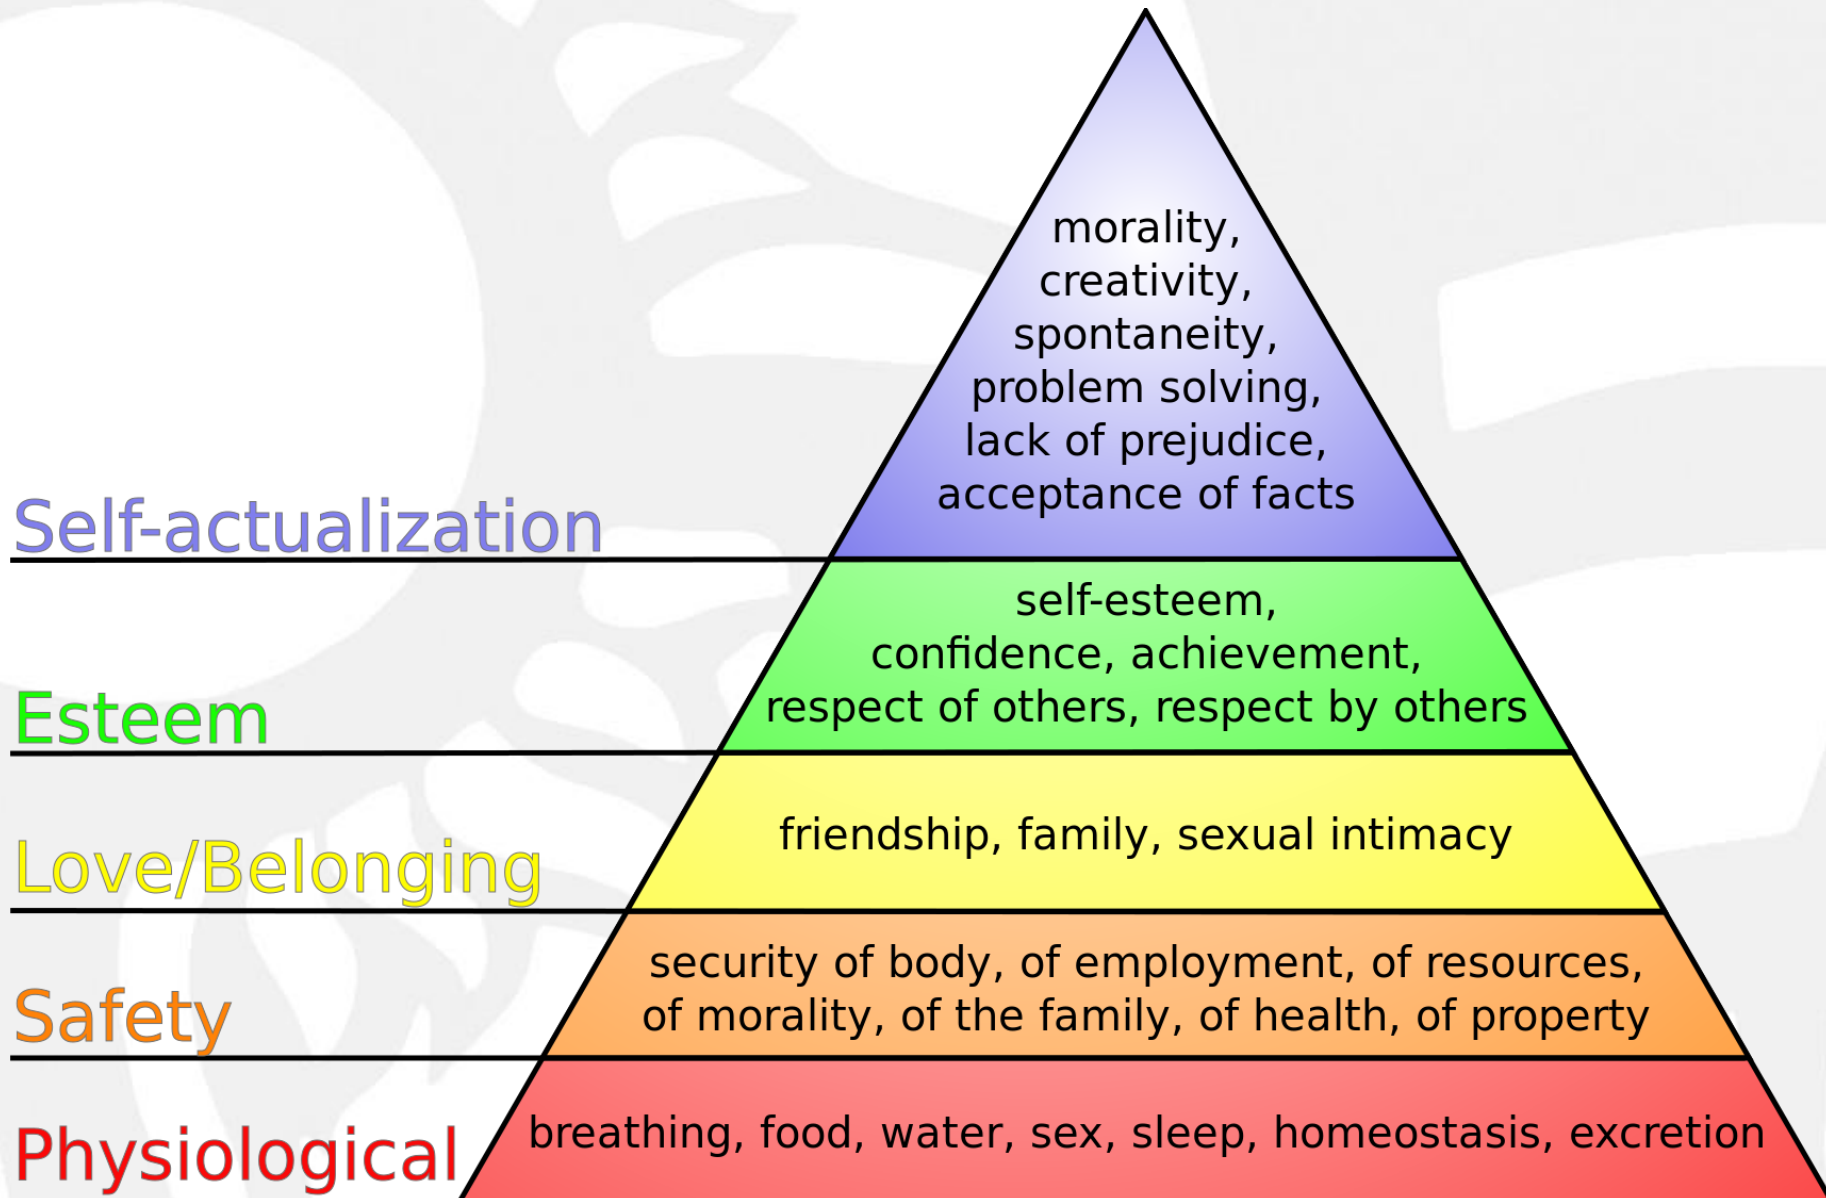 morality,
creativity,
spontaneity,
problem solving,
lack of prejudice,
acceptance of facts
Self-actualization
self-esteem,
confidence, achievement,
respect of others, respect by others
Esteem
friendship, family, sexual intimacy
Love/Belonging
security of body, of employment, of resources,
of morality, of the family, of health, of property
Safety
breathing, food, water, sex, sleep, homeostasis, excretion
Physiological